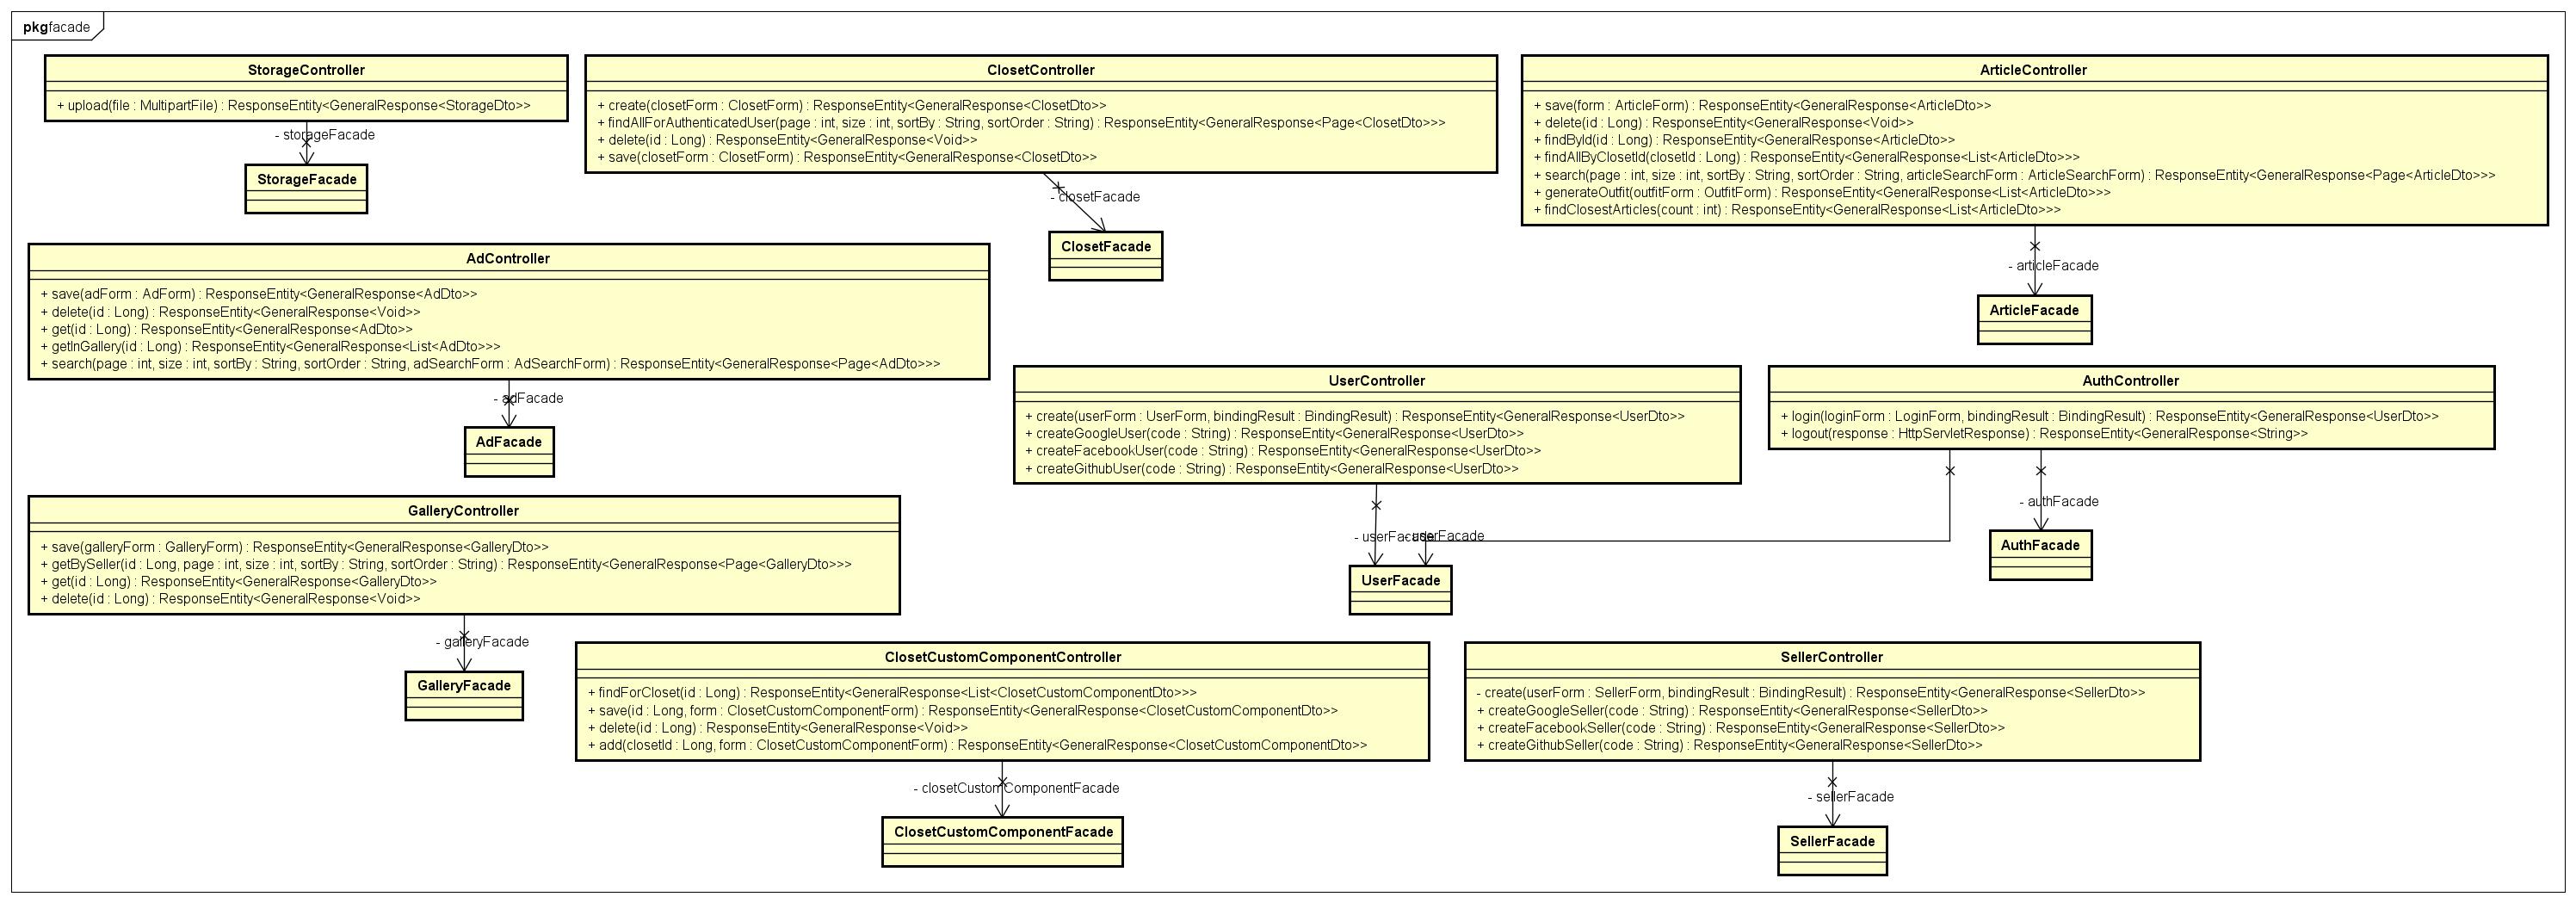 pkg facade
StorageController
+ upload(file : MultipartFile) : ResponseEntity<GeneralResponse<StorageDto>>
- storageFacade
StorageFacade
ClosetController
+ create(closetForm : ClosetForm) : ResponseEntity<GeneralResponse<ClosetDto>>
+ findAllForAuthenticatedUser(page : int, size : int, sortBy : String, sortOrder : String) : ResponseEntity<GeneralResponse<Page<ClosetDto>>>
+ delete(id : Long) : ResponseEntity<GeneralResponse<Void>>
+ save(closetForm : ClosetForm) : ResponseEntity<GeneralResponse<ClosetDto>>
- closetFacade
ClosetFacade
ArticleController
+ save(form : ArticleForm) : ResponseEntity<GeneralResponse<ArticleDto>>
+ delete(id : Long) : ResponseEntity<GeneralResponse<Void>>
+ findById(id : Long) : ResponseEntity<GeneralResponse<ArticleDto>>
+ findAllByClosetId(closetId : Long) : ResponseEntity<GeneralResponse<List<ArticleDto>>>
+ search(page : int, size : int, sortBy : String, sortOrder : String, articleSearchForm : ArticleSearchForm) : ResponseEntity<GeneralResponse<Page<ArticleDto>>>
+ generateOutfit(outfitForm : OutfitForm) : ResponseEntity<GeneralResponse<List<ArticleDto>>>
+ findClosestArticles(count : int) : ResponseEntity<GeneralResponse<List<ArticleDto>>>
- articleFacade
ArticleFacade
AdController
+ save(adForm : AdForm) : ResponseEntity<GeneralResponse<AdDto>>
+ delete(id : Long) : ResponseEntity<GeneralResponse<Void>>
+ get(id : Long) : ResponseEntity<GeneralResponse<AdDto>>
+ getInGallery(id : Long) : ResponseEntity<GeneralResponse<List<AdDto>>>
+ search(page : int, size : int, sortBy : String, sortOrder : String, adSearchForm : AdSearchForm) : ResponseEntity<GeneralResponse<Page<AdDto>>>
- adFacade
AdFacade
UserController
+ create(userForm : UserForm, bindingResult : BindingResult) : ResponseEntity<GeneralResponse<UserDto>>
+ createGoogleUser(code : String) : ResponseEntity<GeneralResponse<UserDto>>
+ createFacebookUser(code : String) : ResponseEntity<GeneralResponse<UserDto>>
+ createGithubUser(code : String) : ResponseEntity<GeneralResponse<UserDto>>
- userFacade
- userFacade
UserFacade
AuthController
+ login(loginForm : LoginForm, bindingResult : BindingResult) : ResponseEntity<GeneralResponse<UserDto>>
+ logout(response : HttpServletResponse) : ResponseEntity<GeneralResponse<String>>
- authFacade
AuthFacade
GalleryController
+ save(galleryForm : GalleryForm) : ResponseEntity<GeneralResponse<GalleryDto>>
+ getBySeller(id : Long, page : int, size : int, sortBy : String, sortOrder : String) : ResponseEntity<GeneralResponse<Page<GalleryDto>>>
+ get(id : Long) : ResponseEntity<GeneralResponse<GalleryDto>>
+ delete(id : Long) : ResponseEntity<GeneralResponse<Void>>
- galleryFacade
GalleryFacade
ClosetCustomComponentController
+ findForCloset(id : Long) : ResponseEntity<GeneralResponse<List<ClosetCustomComponentDto>>>
+ save(id : Long, form : ClosetCustomComponentForm) : ResponseEntity<GeneralResponse<ClosetCustomComponentDto>>
+ delete(id : Long) : ResponseEntity<GeneralResponse<Void>>
+ add(closetId : Long, form : ClosetCustomComponentForm) : ResponseEntity<GeneralResponse<ClosetCustomComponentDto>>
- closetCustomComponentFacade
ClosetCustomComponentFacade
SellerController
- create(userForm : SellerForm, bindingResult : BindingResult) : ResponseEntity<GeneralResponse<SellerDto>>
+ createGoogleSeller(code : String) : ResponseEntity<GeneralResponse<SellerDto>>
+ createFacebookSeller(code : String) : ResponseEntity<GeneralResponse<SellerDto>>
+ createGithubSeller(code : String) : ResponseEntity<GeneralResponse<SellerDto>>
- sellerFacade
SellerFacade